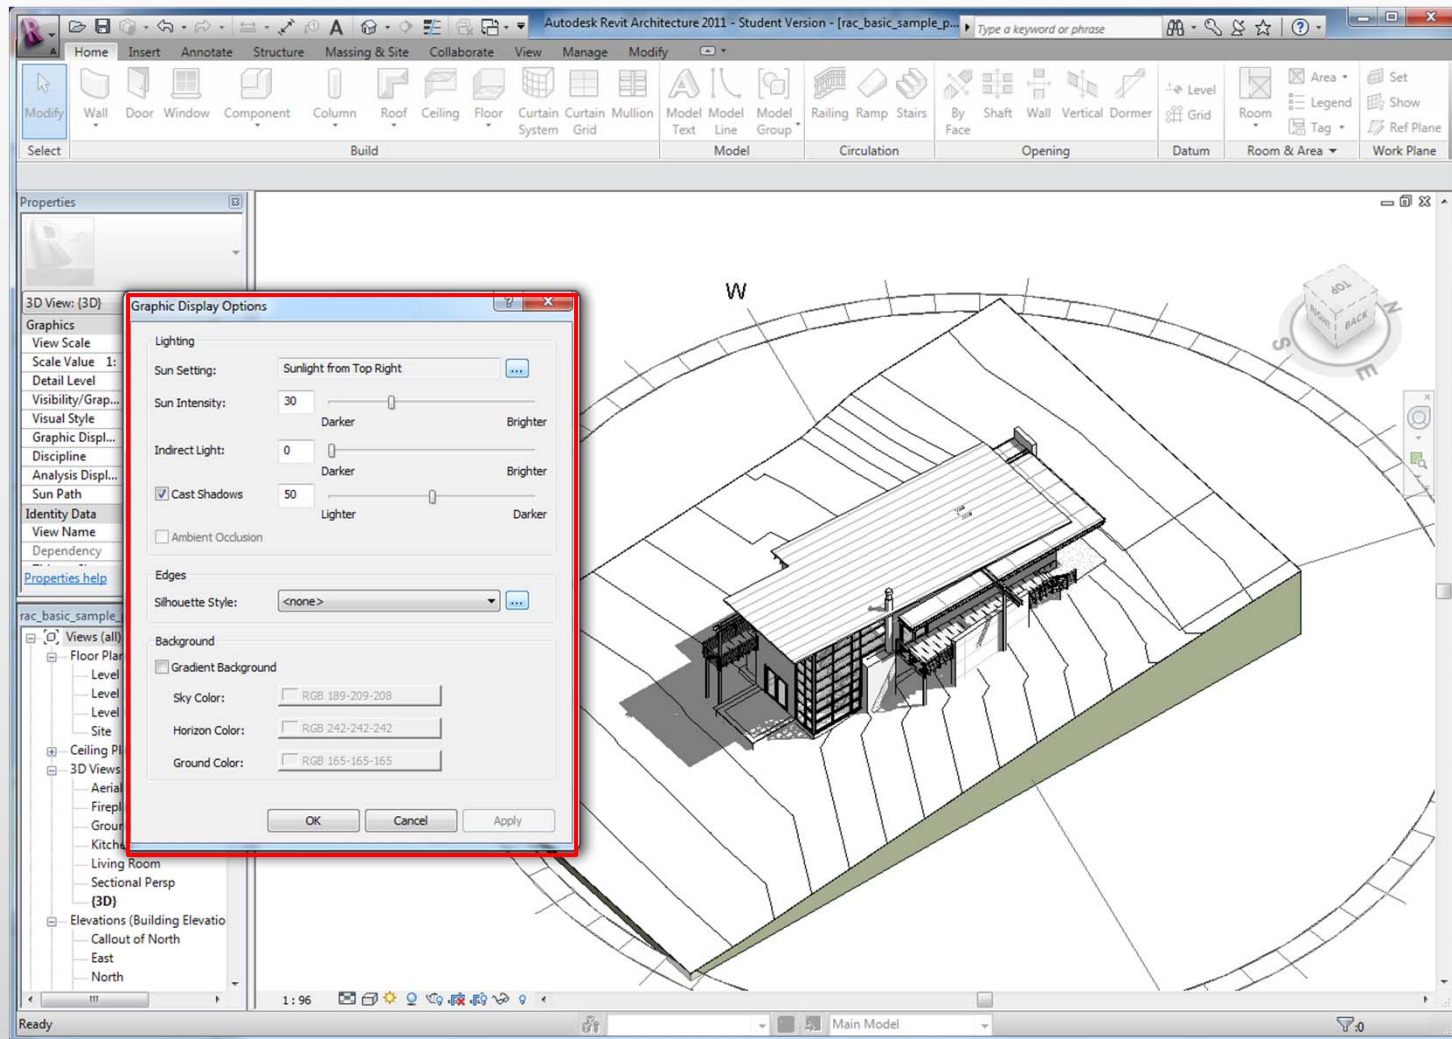 Autodesk Revit Architecture 2011 - Student Version - [rac_basic_sample_p...
Type a keyword or phrase
Home Insert Annotate Structure Massing & Site Collaborate View Manage Modify
Modify
Wall
Door
Window
Component
Column
Roof
Ceiling
Floor
Curtain System
Curtain Grid
Mullion
Model Text
Model Line
Model Group
Railing
Ramp
Stairs
By Face
Shaft
Wall
Vertical
Dormer
Level
Grid
Room
Area
Legend
Tag
Set
Show
Ref Plane
Select
Build
Model
Circulation
Opening
Datum
Room & Area
Work Plane
Properties
3D View: {3D}
Graphics
View Scale
Scale Value 1:
Detail Level
Visibility/Grap...
Visual Style
Graphic Displ...
Discipline
Analysis Displ...
Sun Path
Identity Data
View Name
Dependency
Properties help
rac_basic_sample_
Views (all)
Floor Plan
Level
Level
Level
Site
Ceiling Pl
3D Views
Aerial
Firepl
Groun
Kitche
Living Room
Sectional Persp
{3D}
Elevations (Building Elevatio
Callout of North
East
North
Graphic Display Options
Lighting
Sun Setting: Sunlight from Top Right ...
Sun Intensity: 30
Darker Brighter
Indirect Light: 0
Darker Brighter
Cast Shadows 50
Lighter Darker
Ambient Occlusion
Edges
Silhouette Style: <none> ...
Background
Gradient Background
Sky Color: RGB 189-209-208
Horizon Color: RGB 242-242-242
Ground Color: RGB 165-165-165
OK Cancel Apply
W
TOP
RIGHT
BACK
N
S
E
1 : 96
Ready
Main Model
:0